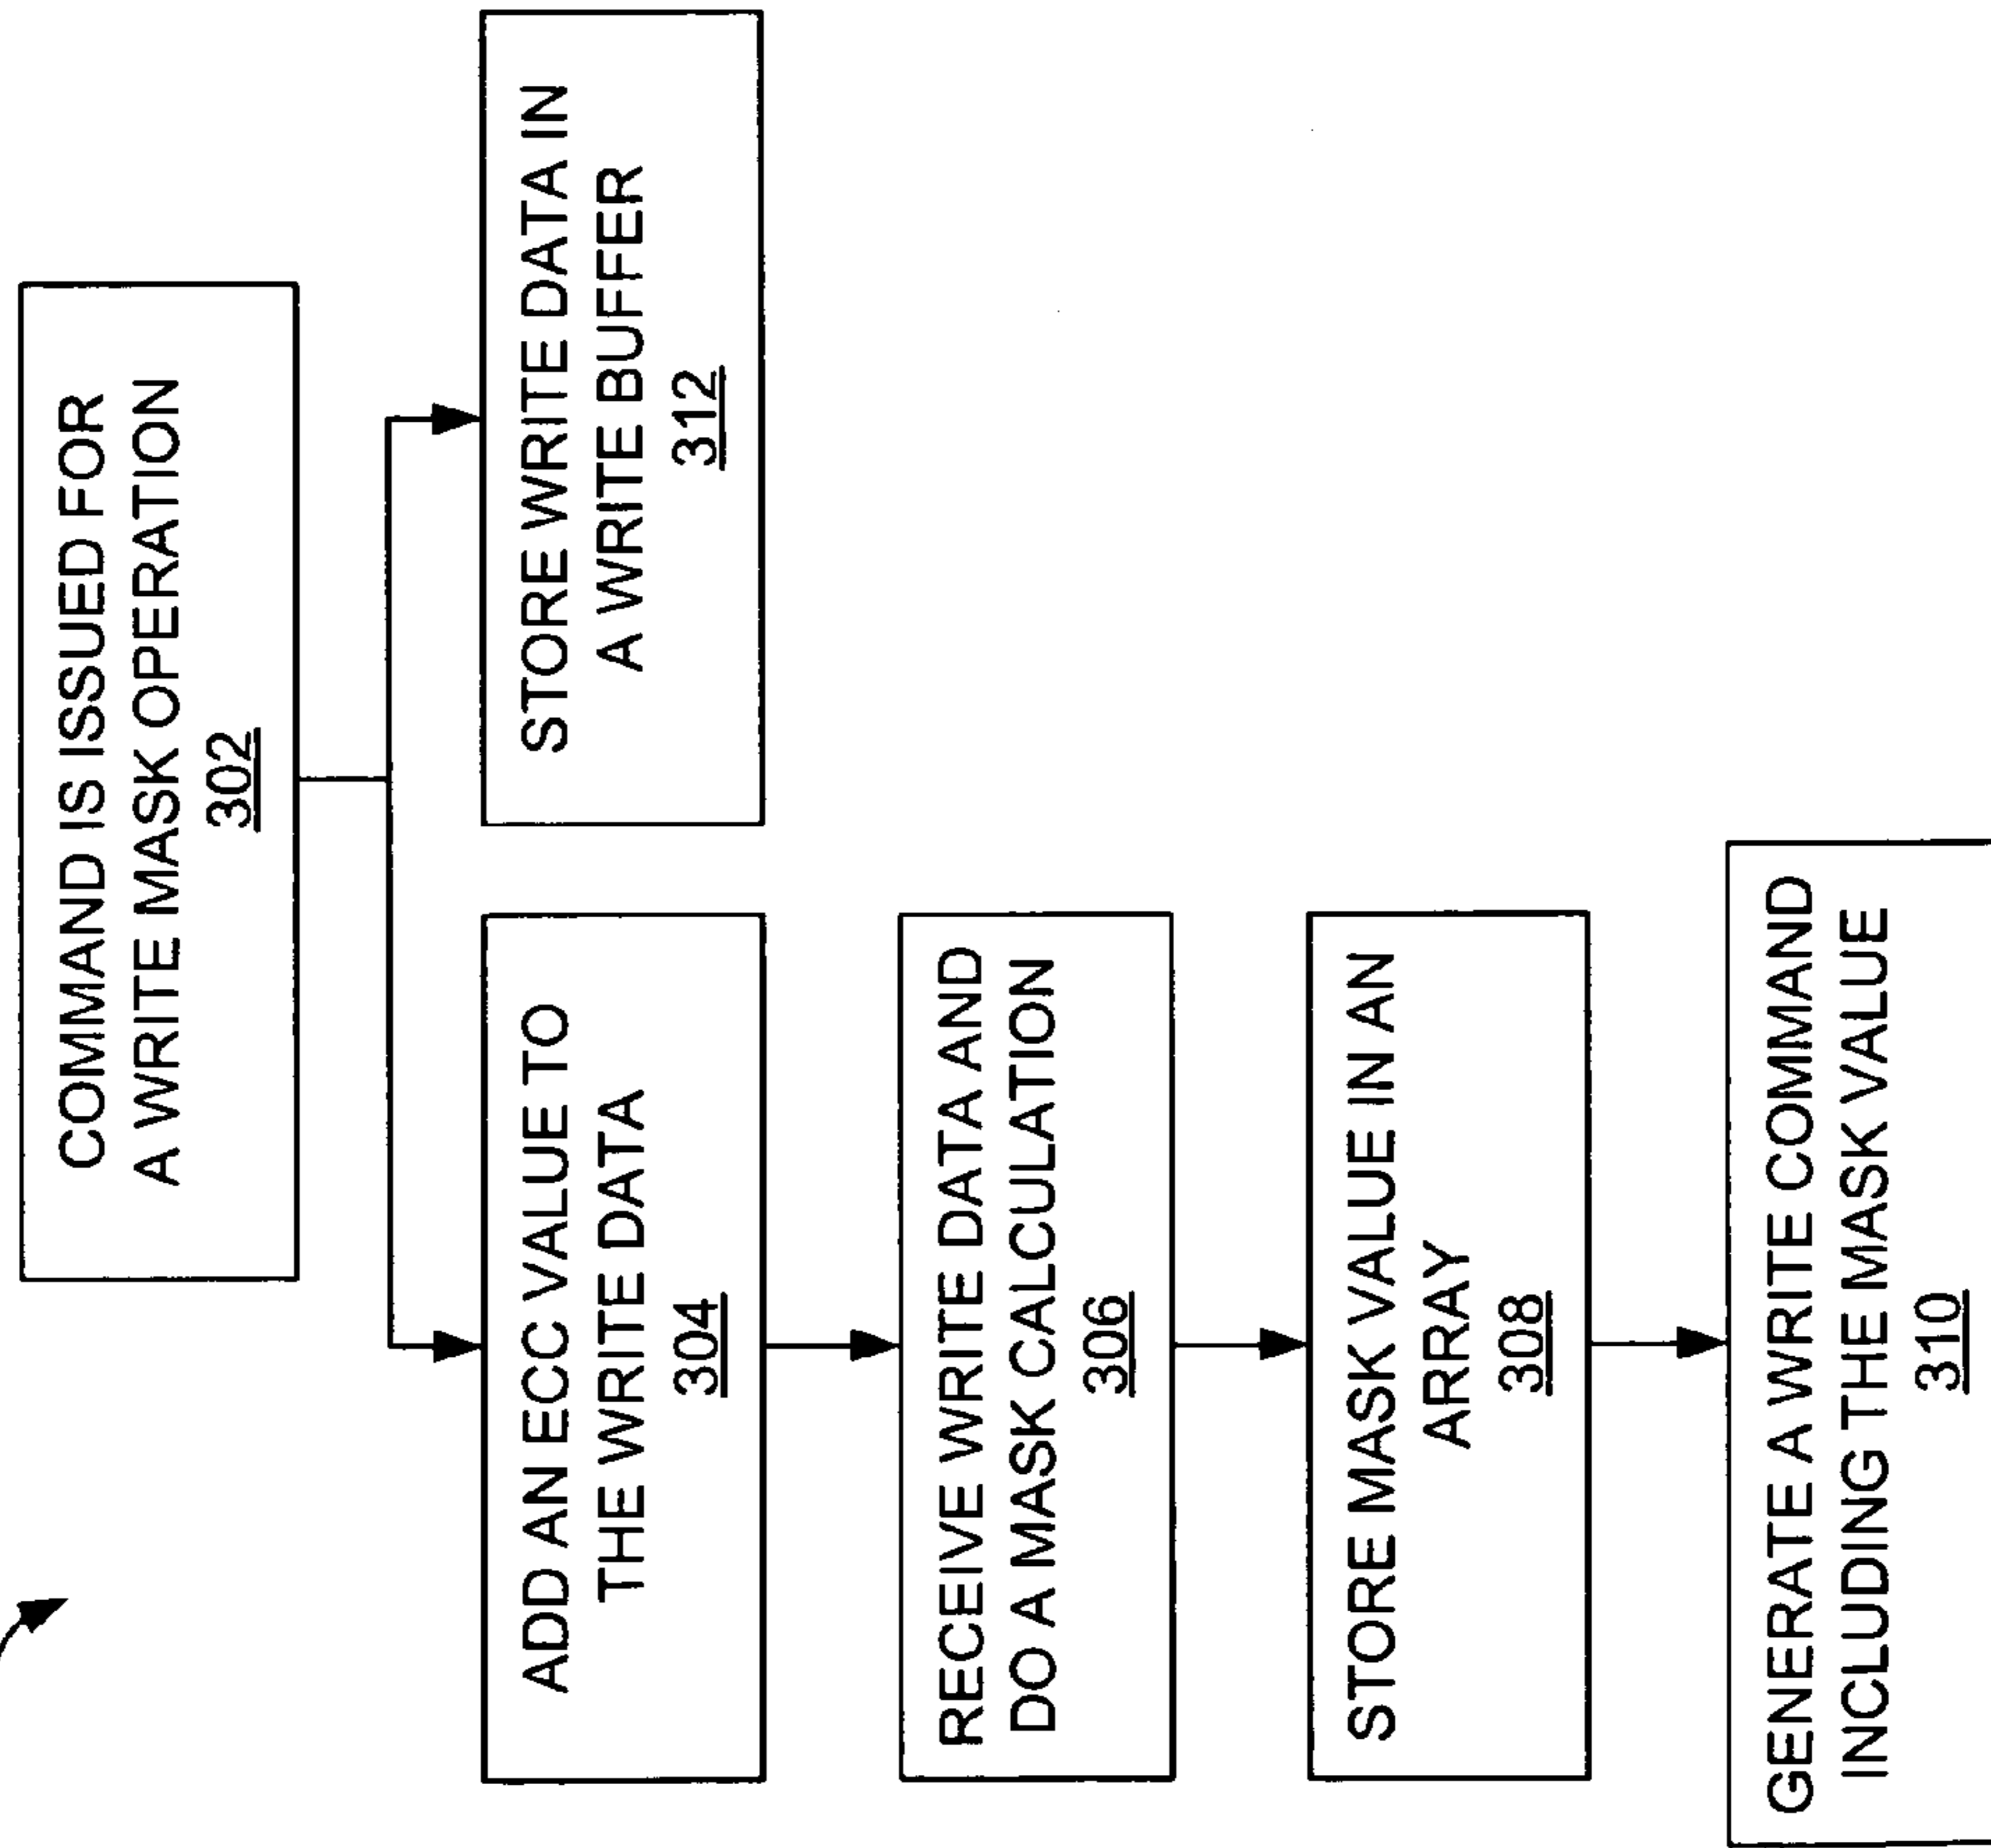 COMMAND IS ISSUED FOR
A WRITE MASK OPERATION
302
ADD AN ECC VALUE TO
THE WRITE DATA
304
STORE WRITE DATA IN
A WRITE BUFFER
312
RECEIVE WRITE DATA AND
DO A MASK CALCULATION
306
STORE MASK VALUE IN AN
ARRAY
308
GENERATE A WRITE COMMAND
INCLUDING THE MASK VALUE
310